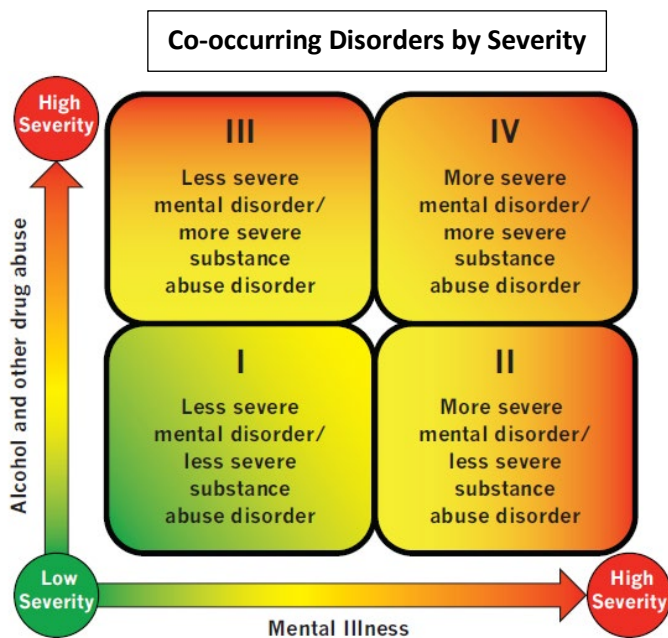 Co-occurring Disorders by Severity
High
Severity
Alcohol and other drug abuse
III
Less severe
mental disorder/
more severe
substance
abuse disorder
IV
More severe
mental disorder/
more severe
substance
abuse disorder
I
Less severe
mental disorder/
less severe
substance
abuse disorder
II
More severe
mental disorder/
less severe
substance
abuse disorder
Low
Severity
Mental Illness
High
Severity